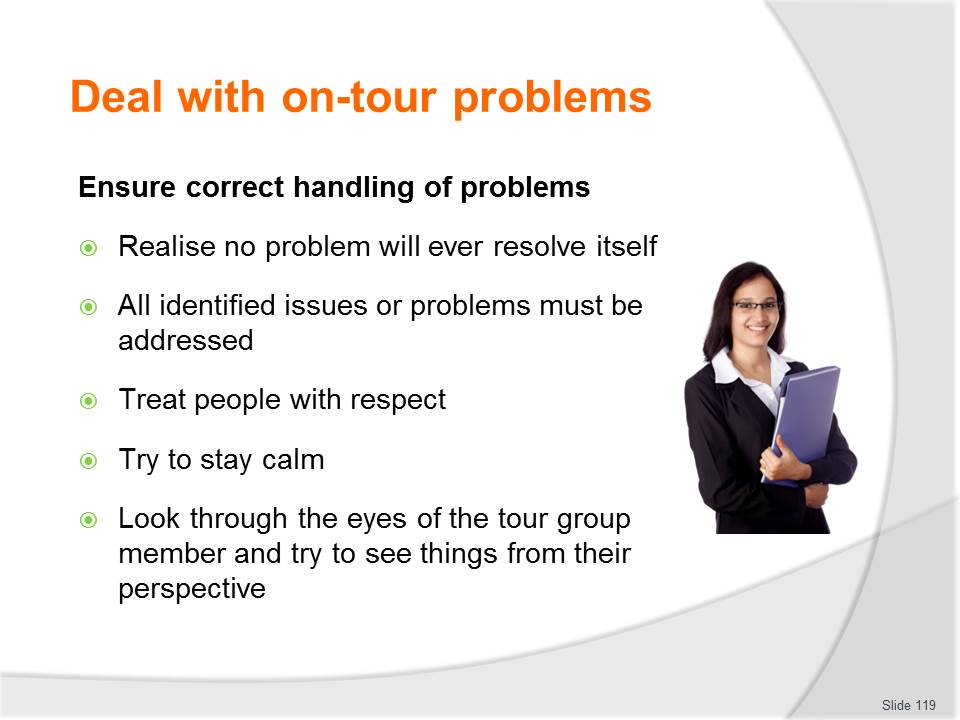 Deal with on-tour problems
Ensure correct handling of problems
Realise no problem will ever resolve itself
All identified issues or problems must be
addressed
Treat people with respect
Try to stay calm
Look through the eyes of the tour group
member and try to see things from their
perspective
Slide 119